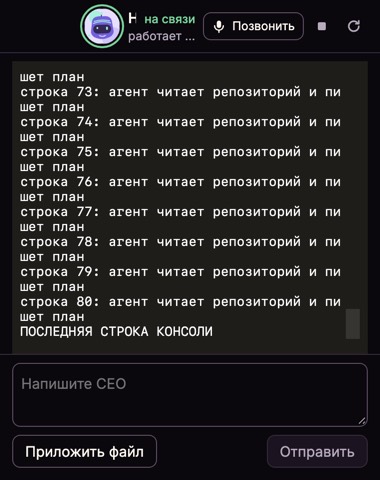 Н на связи
работает ...
Позвонить
шет план
строка 73: агент читает репозиторий и пи
шет план
строка 74: агент читает репозиторий и пи
шет план
строка 75: агент читает репозиторий и пи
шет план
строка 76: агент читает репозиторий и пи
шет план
строка 77: агент читает репозиторий и пи
шет план
строка 78: агент читает репозиторий и пи
шет план
строка 79: агент читает репозиторий и пи
шет план
строка 80: агент читает репозиторий и пи
шет план
ПОСЛЕДНЯЯ СТРОКА КОНСОЛИ
Напишите CEO
Приложить файл
Отправить